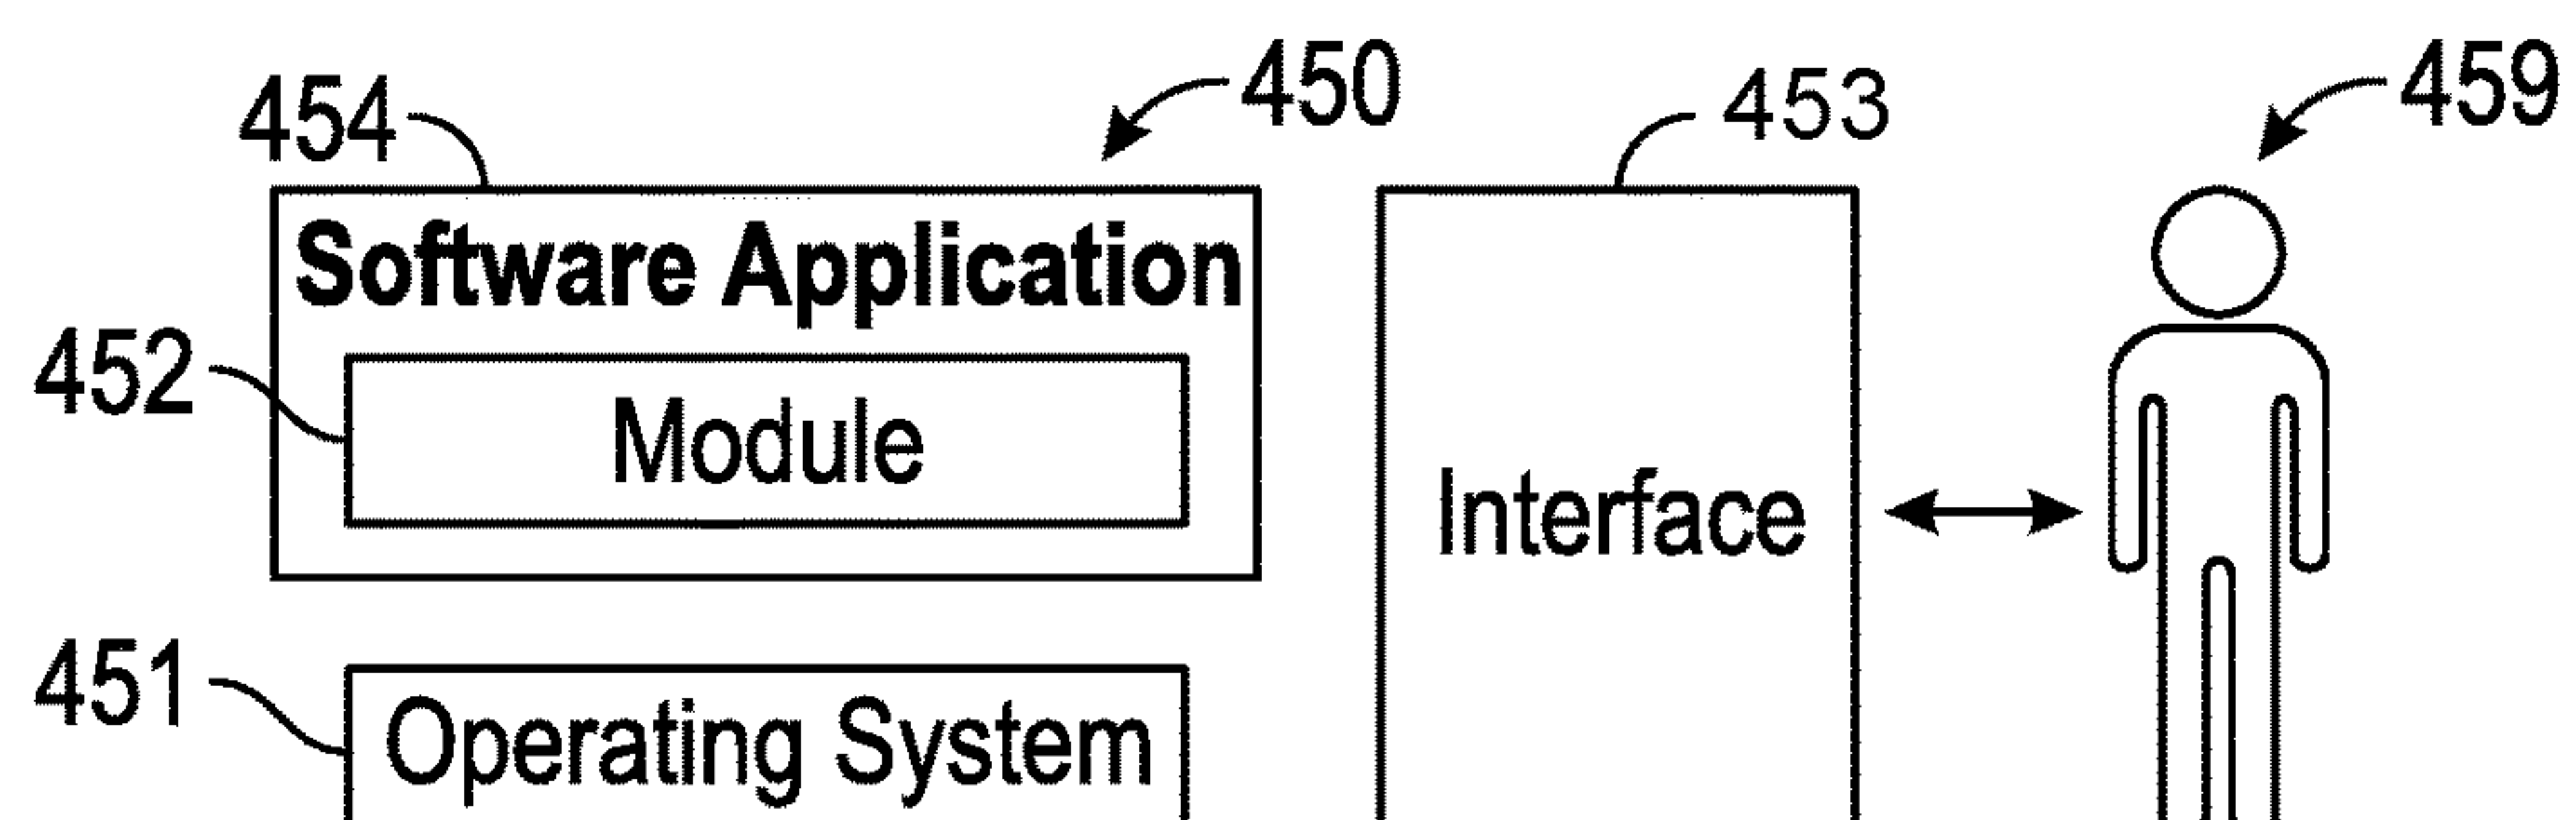 454
450
453
459
Software Application
452
Module
Interface
451
Operating System